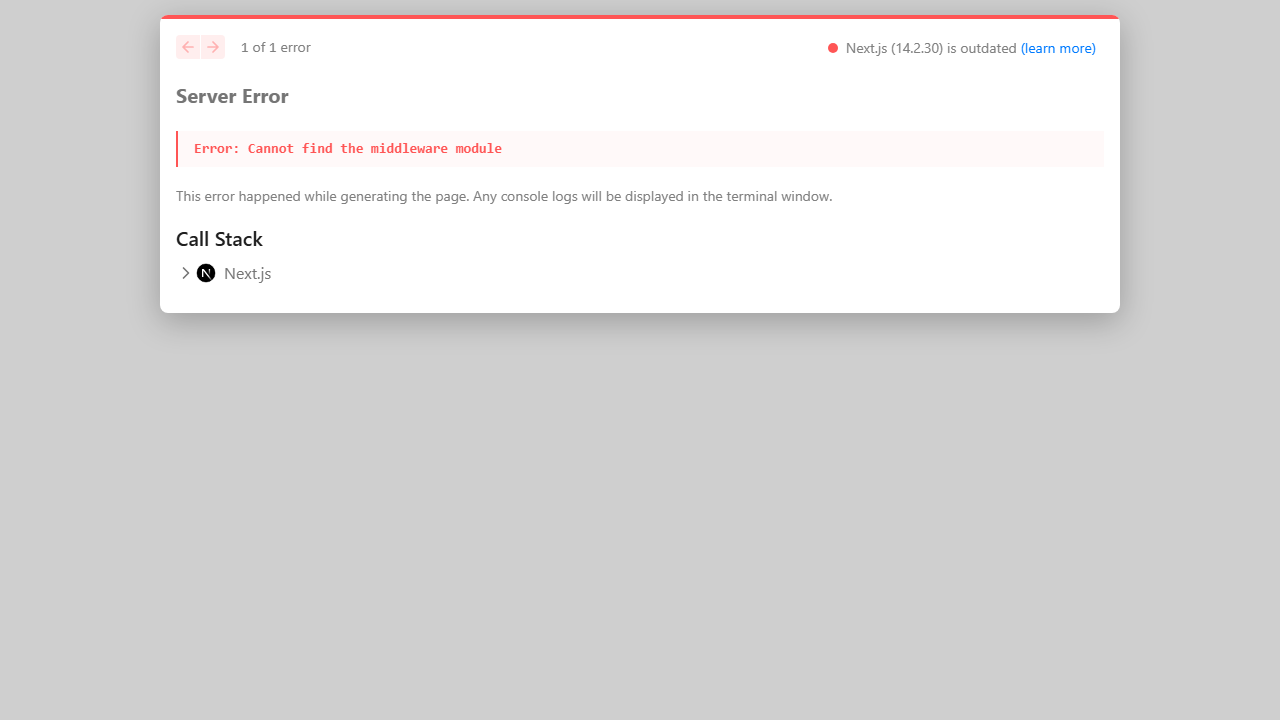 1 of 1 error
Next.js (14.2.30) is outdated (learn more)
Server Error
Error: Cannot find the middleware module
This error happened while generating the page. Any console logs will be displayed in the terminal window.
Call Stack
Next.js